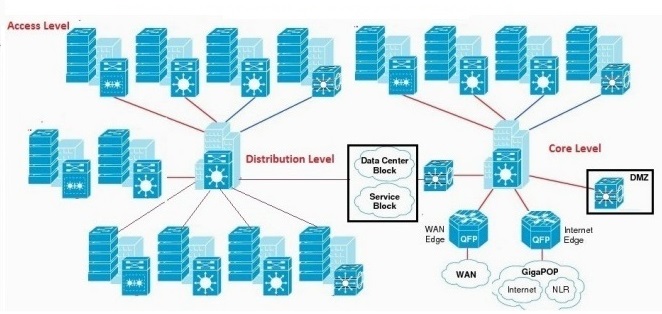 Access Level
Distribution Level
Core Level
Data Center
Block
Service
Block
DMZ
WAN
Edge
QFP
QFP
Internet
Edge
WAN
GigaPOP
Internet
NLR